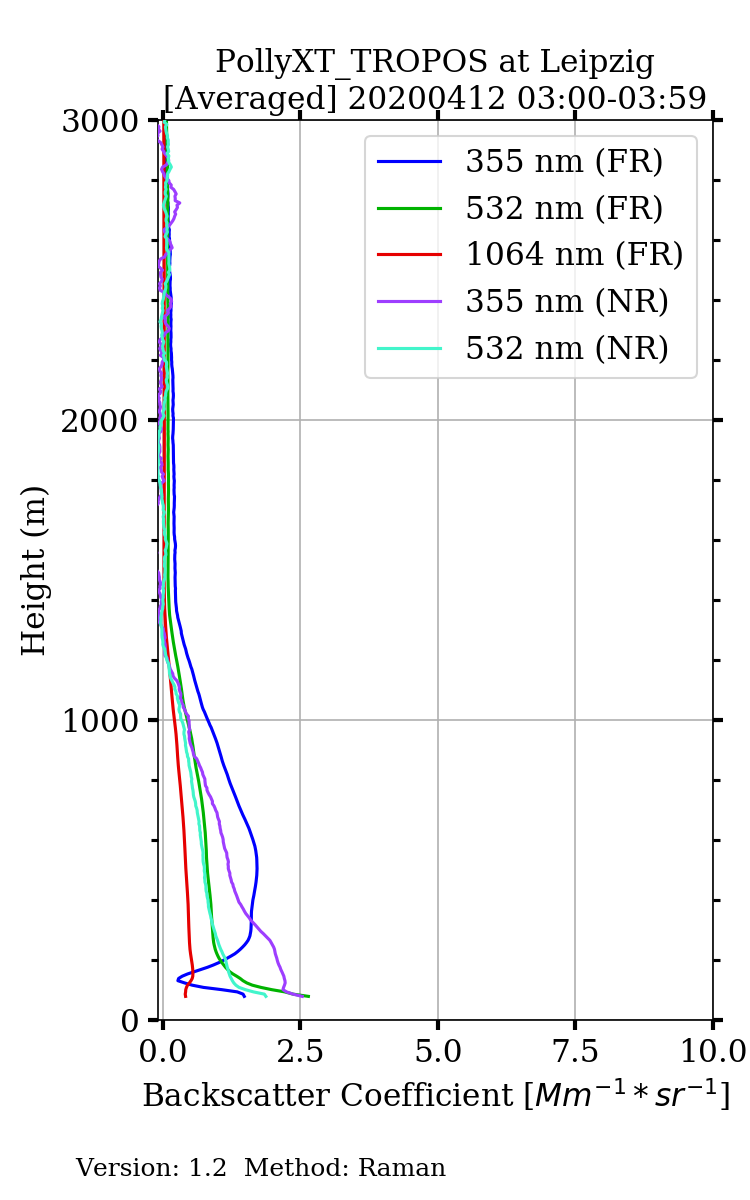 PollyXT_TROPOS at Leipzig
[Averaged] 20200412 03:00-03:59
355 nm (FR)
532 nm (FR)
1064 nm (FR)
355 nm (NR)
532 nm (NR)
3000
2000
1000
0
Height (m)
0.0 2.5 5.0 7.5 10.0
Backscatter Coefficient [Mm⁻¹ * sr⁻¹]
Version: 1.2 Method: Raman